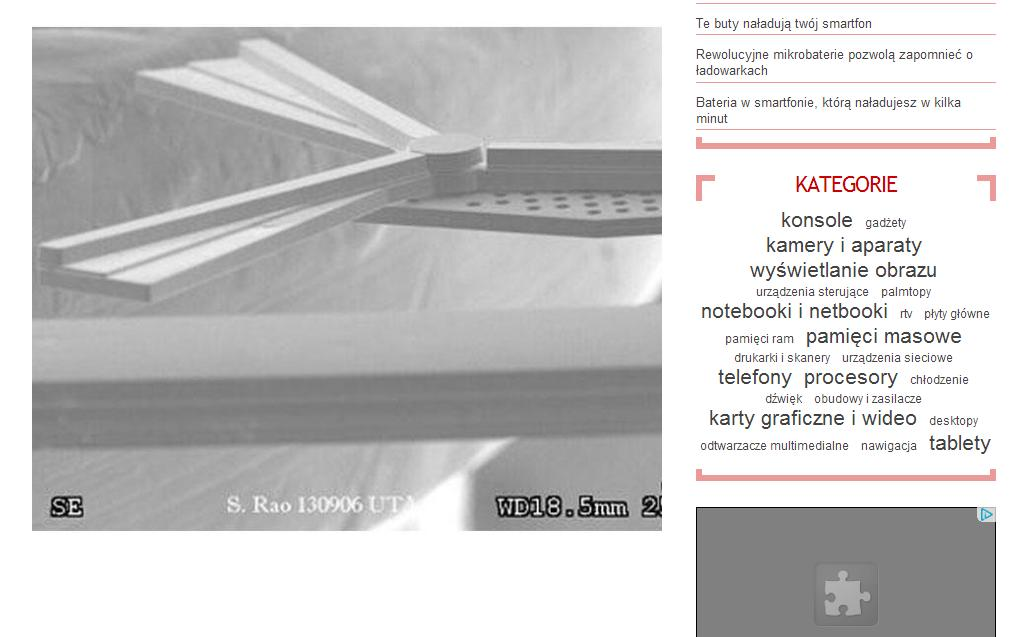 Te buty naładują twój smartfon
Rewolucyjne mikrobaterie pozwolą zapomnieć o
ładowarkach
Bateria w smartfonie, którą naładujesz w kilka
minut
KATEGORIE
konsole gadżety
kamery i aparaty
wyświetlanie obrazu
urządzenia sterujące palmtopy
notebooki i netbooki rtv płyty główne
pamięci ram pamięci masowe
drukarki i skanery urządzenia sieciowe
telefony procesory chłodzenie
dźwięk obudowy i zasilacze
karty graficzne i wideo desktopy
odtwarzacze multimedialne nawigacja tablety
SE S. Rao 130906 UTA WD18.5mm